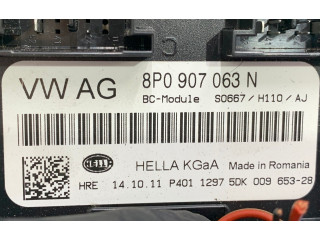 VW AG 8P0 907 063 N
BC-Module S0667/H110/AJ
HELLA HELLA KGaA Made in Romania
HRE 14.10.11 P401 1297 5DK 009 653-28